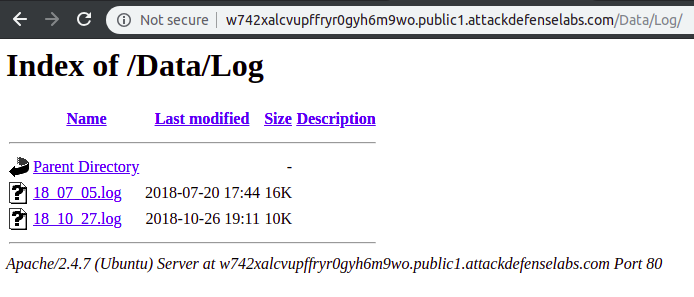 Not secure | w742xalcvupffryr0gyh6m9wo.public1.attackdefenselabs.com/Data/Log/
Index of /Data/Log
Name Last modified Size Description
Parent Directory -
18_07_05.log 2018-07-20 17:44 16K
18_10_27.log 2018-10-26 19:11 10K
Apache/2.4.7 (Ubuntu) Server at w742xalcvupffryr0gyh6m9wo.public1.attackdefenselabs.com Port 80